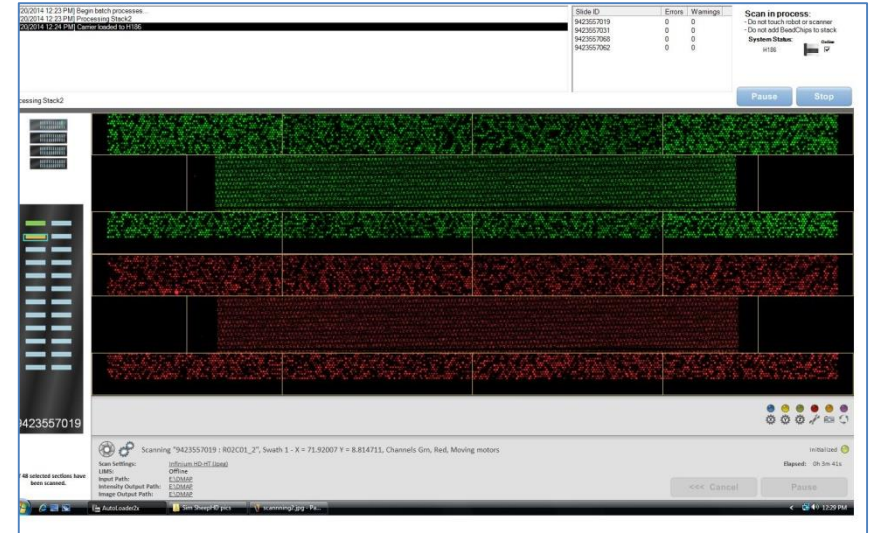 20/2014 12:23 PM] Begin batch processes...
20/2014 12:23 PM] Processing Stack2
20/2014 12:24 PM] Carrier loaded to H186
Slide ID Errors Warnings
9423557019 0 0
9423557031 0 0
9423557068 0 0
9423557062 0 0
Scan in process:
- Do not touch robot or scanner
- Do not add BeadChips to stack
System Status: Online
H186
cessing Stack2
Pause Stop
9423557019
Scanning "9423557019 : R02C01_2", Swath 1 - X = 71.92007 Y = 8.814711, Channels Grn, Red, Moving motors
Initialized
Scan Settings: Infinium HD-HT
LIMS: Offline
Input Path: E:\DMAP
Intensity Output Path: E:\DMAP
Image Output Path: E:\DMAP
Elapsed: 0h 5m 41s
<<< Cancel Pause
48 selected sections have
been scanned.
AutoLoader2x Sim SheepHD pics scanning2.jpg - Pa...
12:29 PM